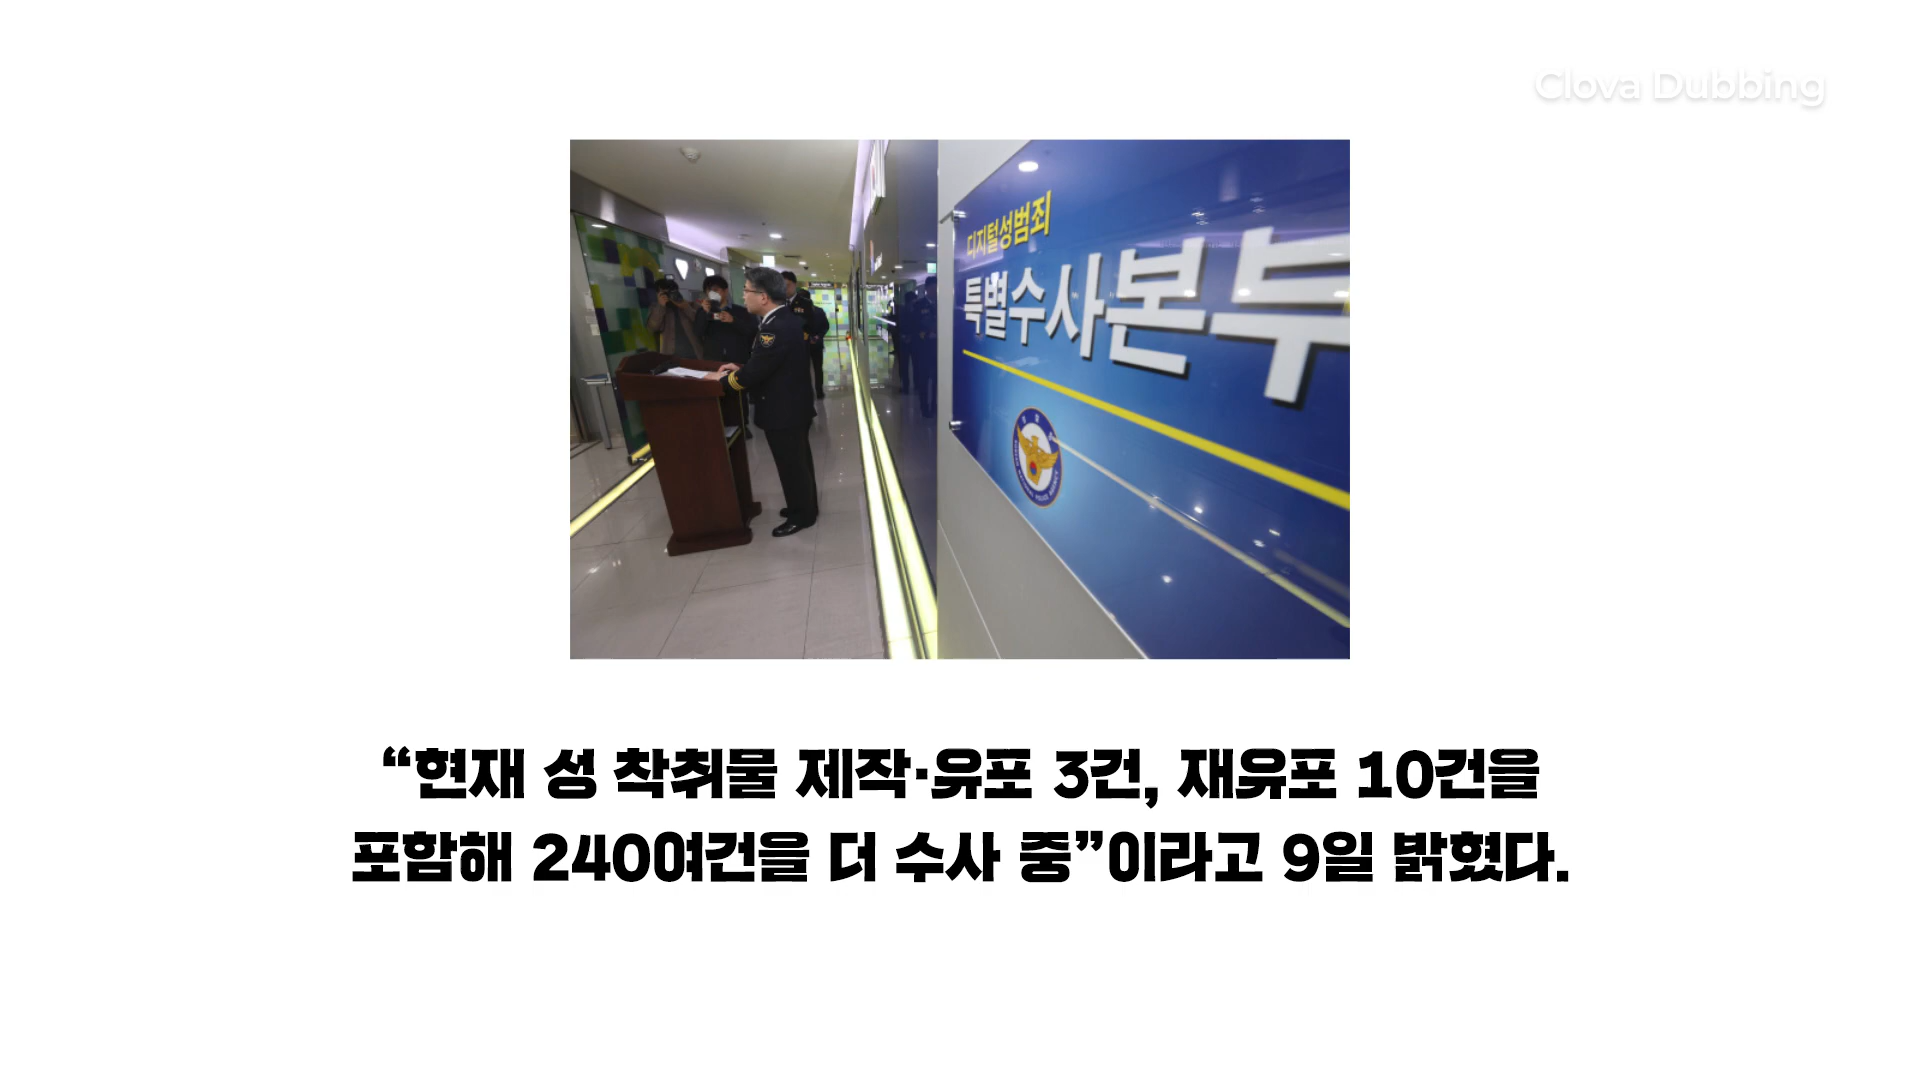 Clova Dubbing
디지털성범죄
특별수사본부
“현재 성 착취물 제작·유포 3건, 재유포 10건을
포함해 240여건을 더 수사 중”이라고 9일 밝혔다.